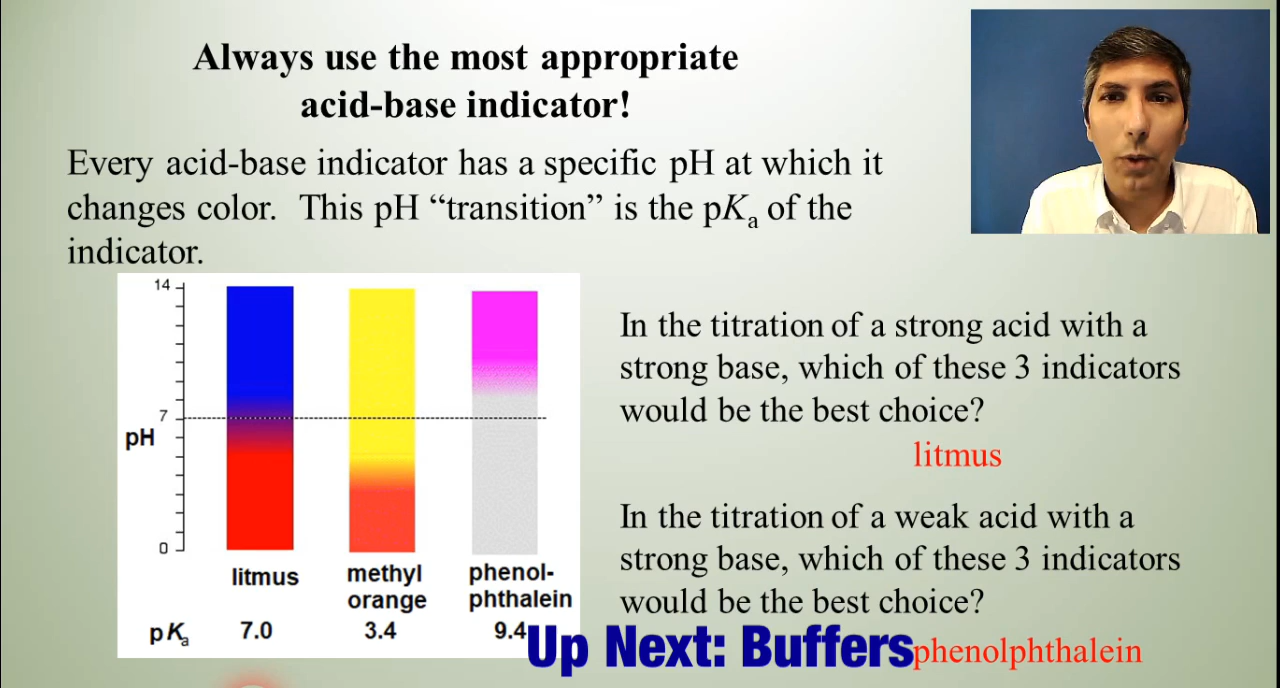 Always use the most appropriate
acid-base indicator!
Every acid-base indicator has a specific pH at which it
changes color. This pH “transition” is the pKa of the
indicator.
14
7
pH
0
litmus
methyl
orange
phenol-
phthalein
pKa 7.0 3.4 9.4
In the titration of a strong acid with a
strong base, which of these 3 indicators
would be the best choice?
litmus
In the titration of a weak acid with a
strong base, which of these 3 indicators
would be the best choice?
phenolphthalein
Up Next: Buffers